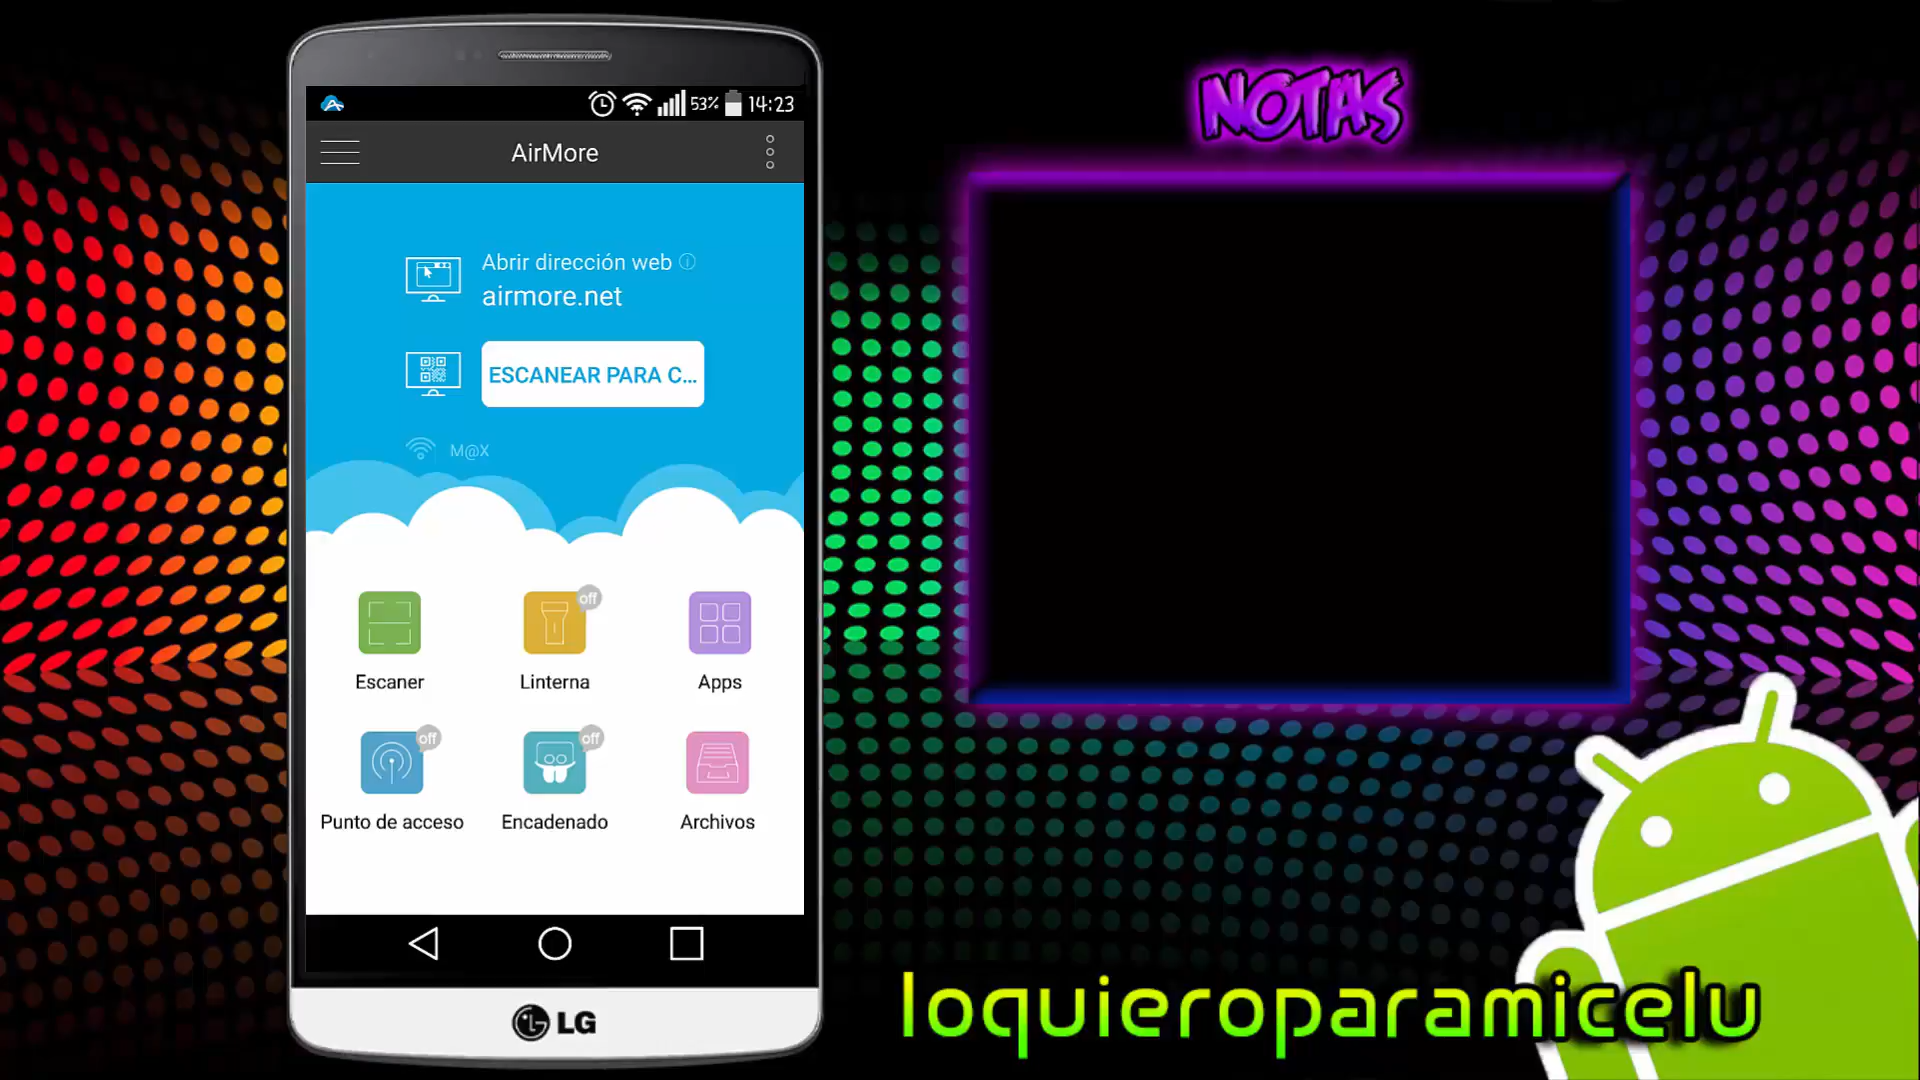 53% 14:23
AirMore
Abrir dirección web
airmore.net
ESCANEAR PARA C...
M@X
off
Escaner
Linterna
Apps
off
off
Punto de acceso
Encadenado
Archivos
LG
NOTAS
loquieroparamicelu